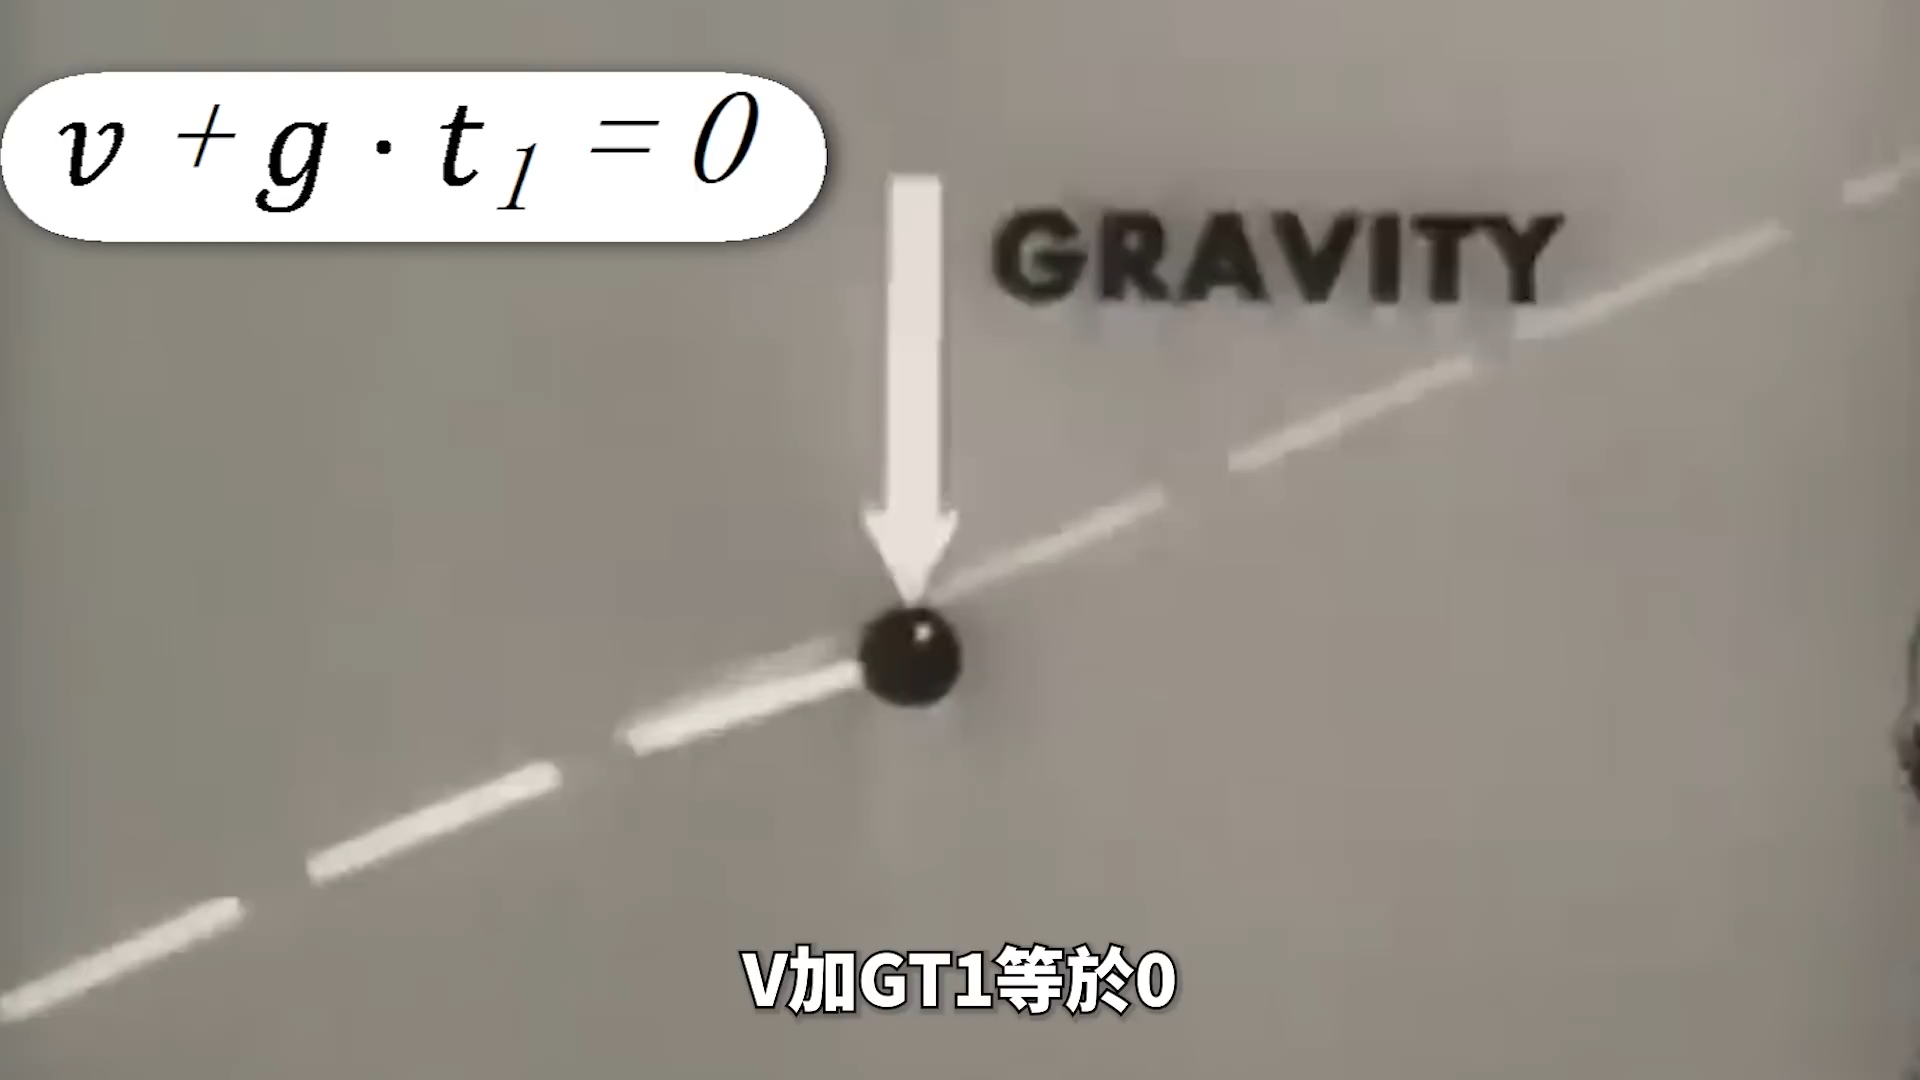 v + g · t₁ = 0
GRAVITY
V加GT1等於0